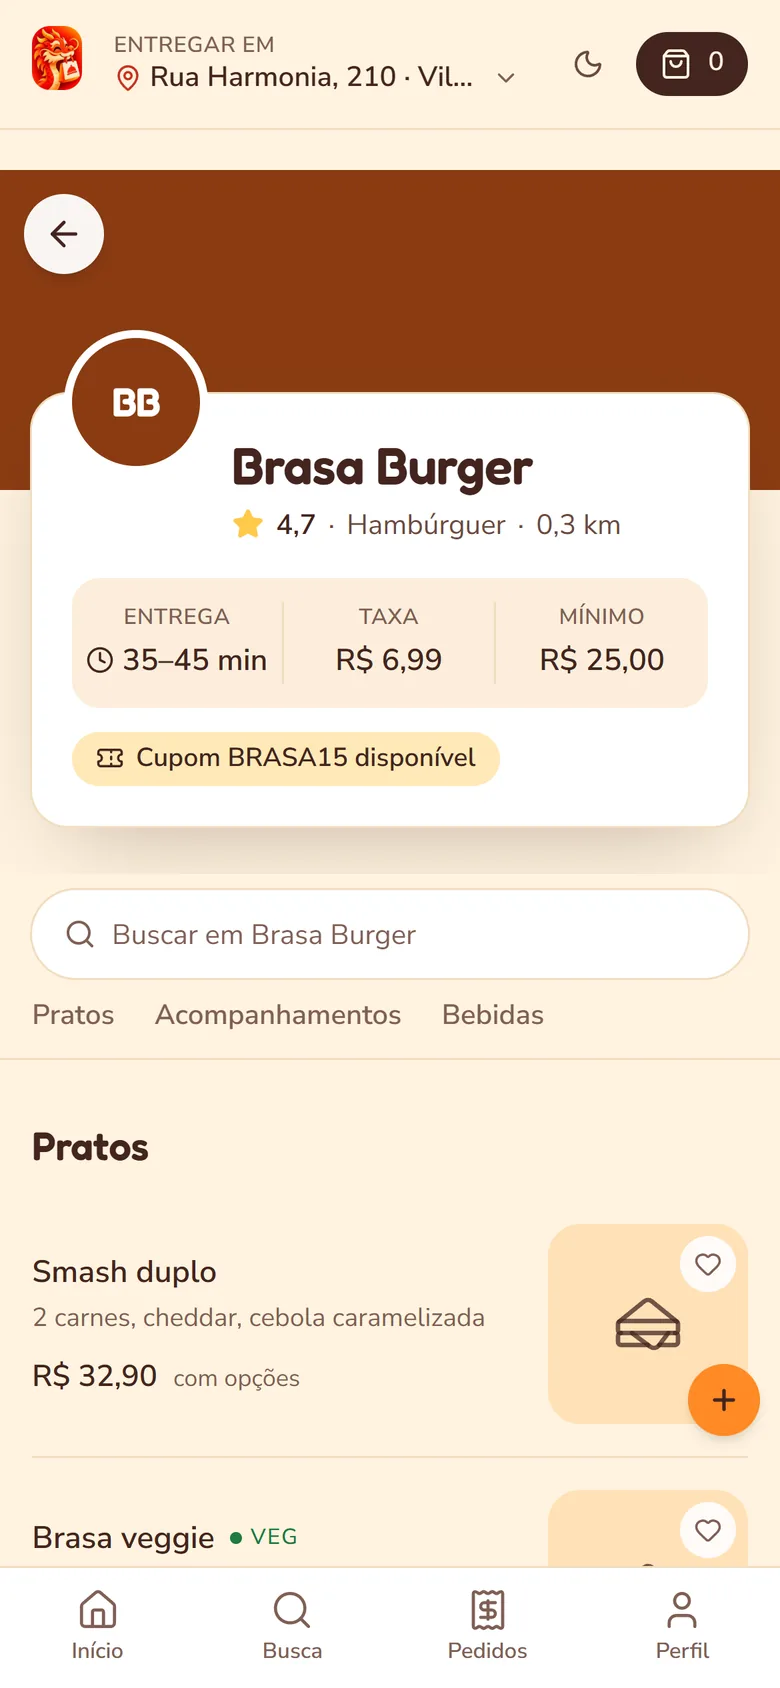 ENTREGAR EM
Rua Harmonia, 210 · Vil...
0
BB
Brasa Burger
4,7 · Hambúrguer · 0,3 km
ENTREGA
TAXA
MÍNIMO
35–45 min
R$ 6,99
R$ 25,00
Cupom BRASA15 disponível
Buscar em Brasa Burger
Pratos
Acompanhamentos
Bebidas
Pratos
Smash duplo
2 carnes, cheddar, cebola caramelizada
R$ 32,90 com opções
Brasa veggie
VEG
Início
Busca
Pedidos
Perfil